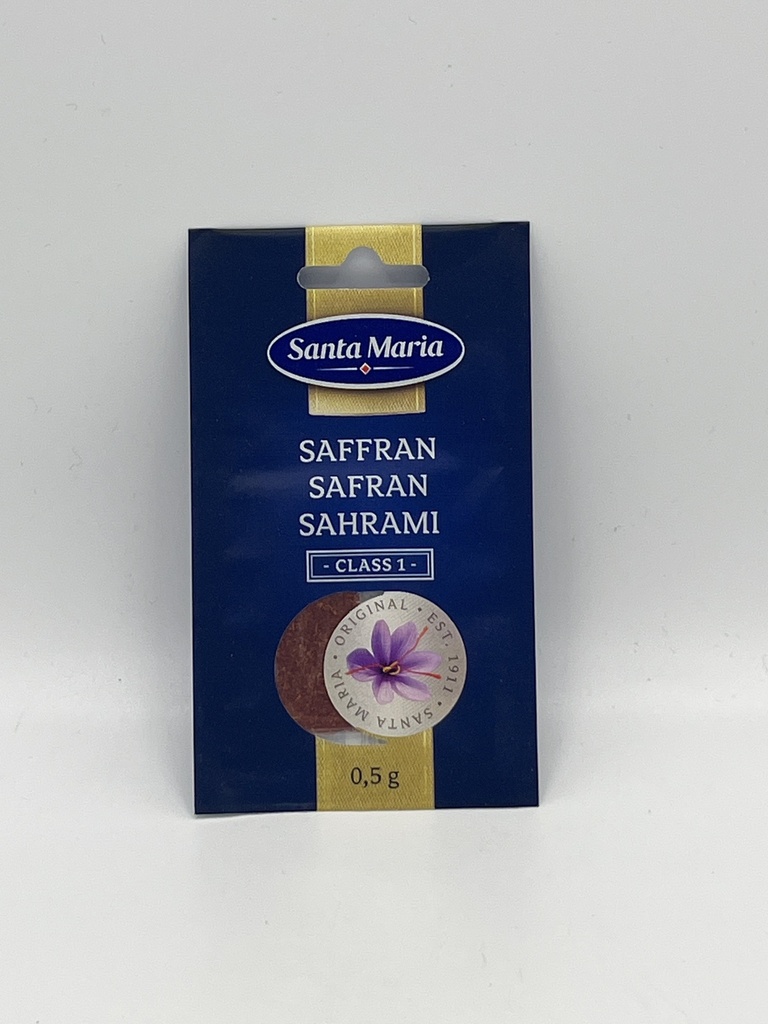 Santa Maria
SAFFRAN
SAFRAN
SAHRAMI
- CLASS 1 -
ORIGINAL • EST. 1911 • SANTA MARIA •
0,5 g